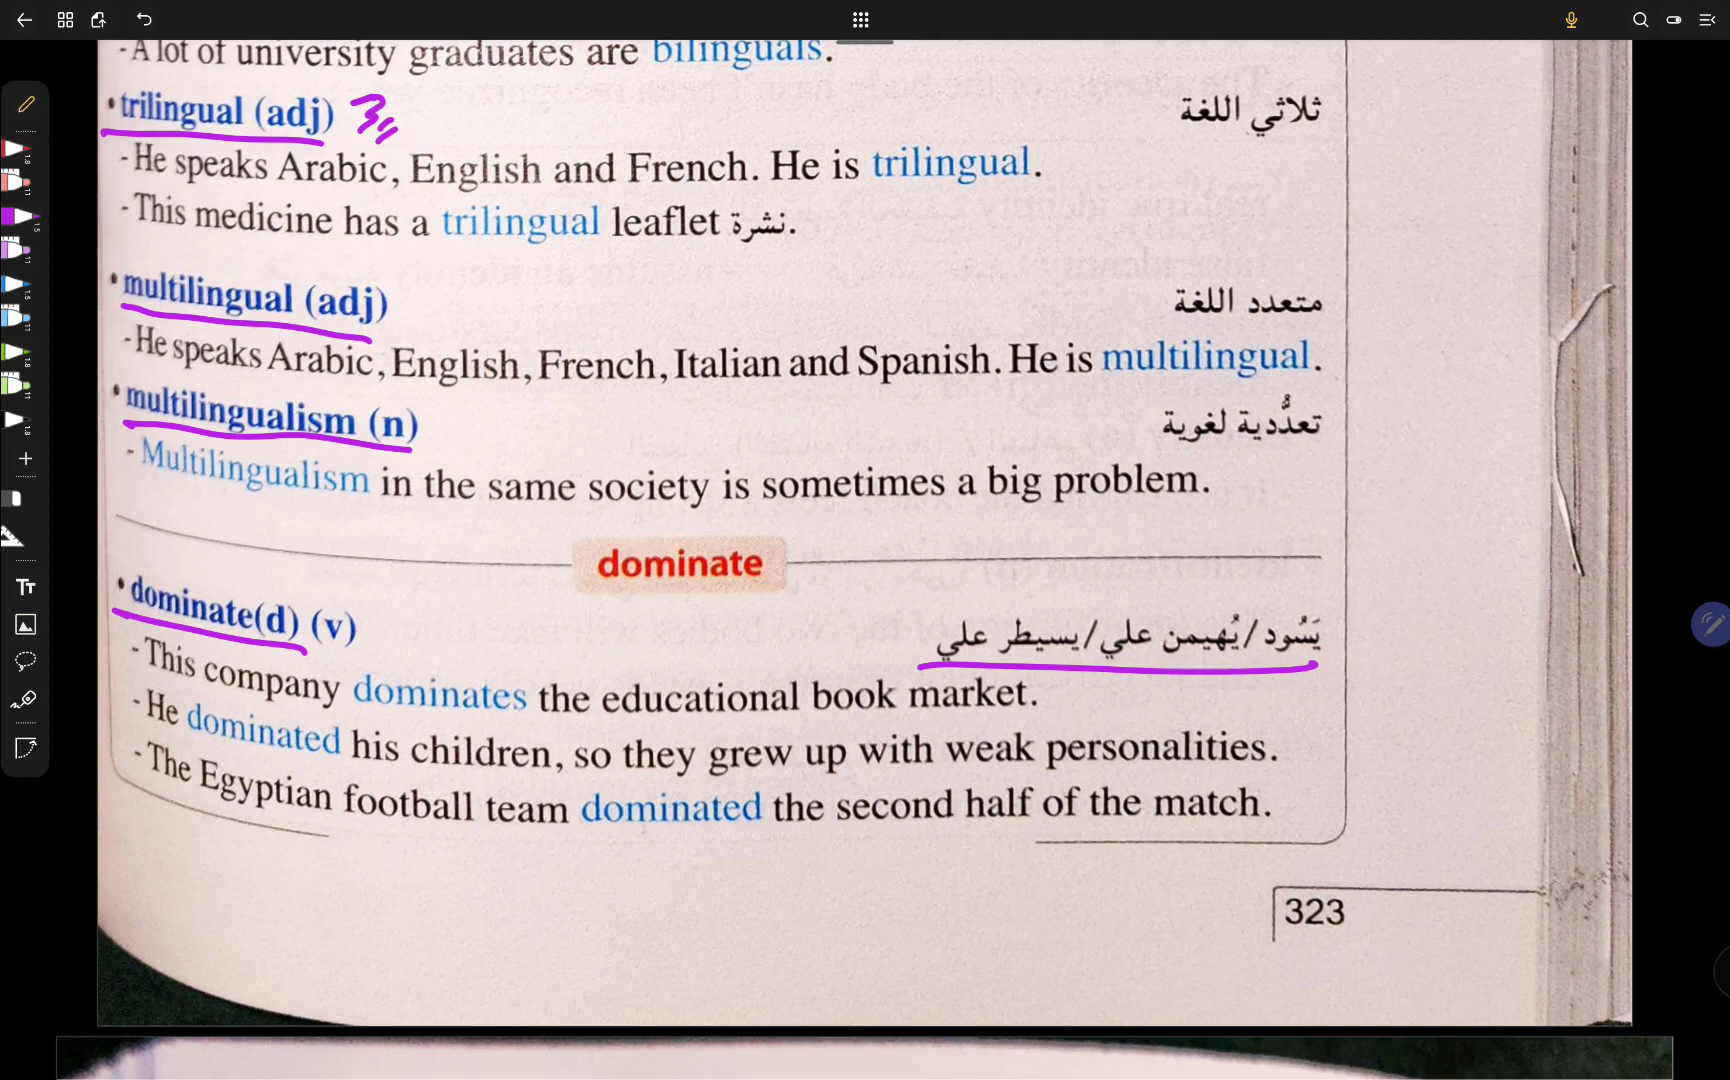 - A lot of university graduates are bilinguals.
• trilingual (adj) ثلاثي اللغة
- He speaks Arabic, English and French. He is trilingual.
- This medicine has a trilingual leaflet نشرة.
• multilingual (adj) متعدد اللغة
- He speaks Arabic, English, French, Italian and Spanish. He is multilingual.
• multilingualism (n) تعدُّدية لغوية
- Multilingualism in the same society is sometimes a big problem.
dominate
• dominate(d) (v) يَسُود / يُهيمن علي / يسيطر علي
- This company dominates the educational book market.
- He dominated his children, so they grew up with weak personalities.
- The Egyptian football team dominated the second half of the match.
323